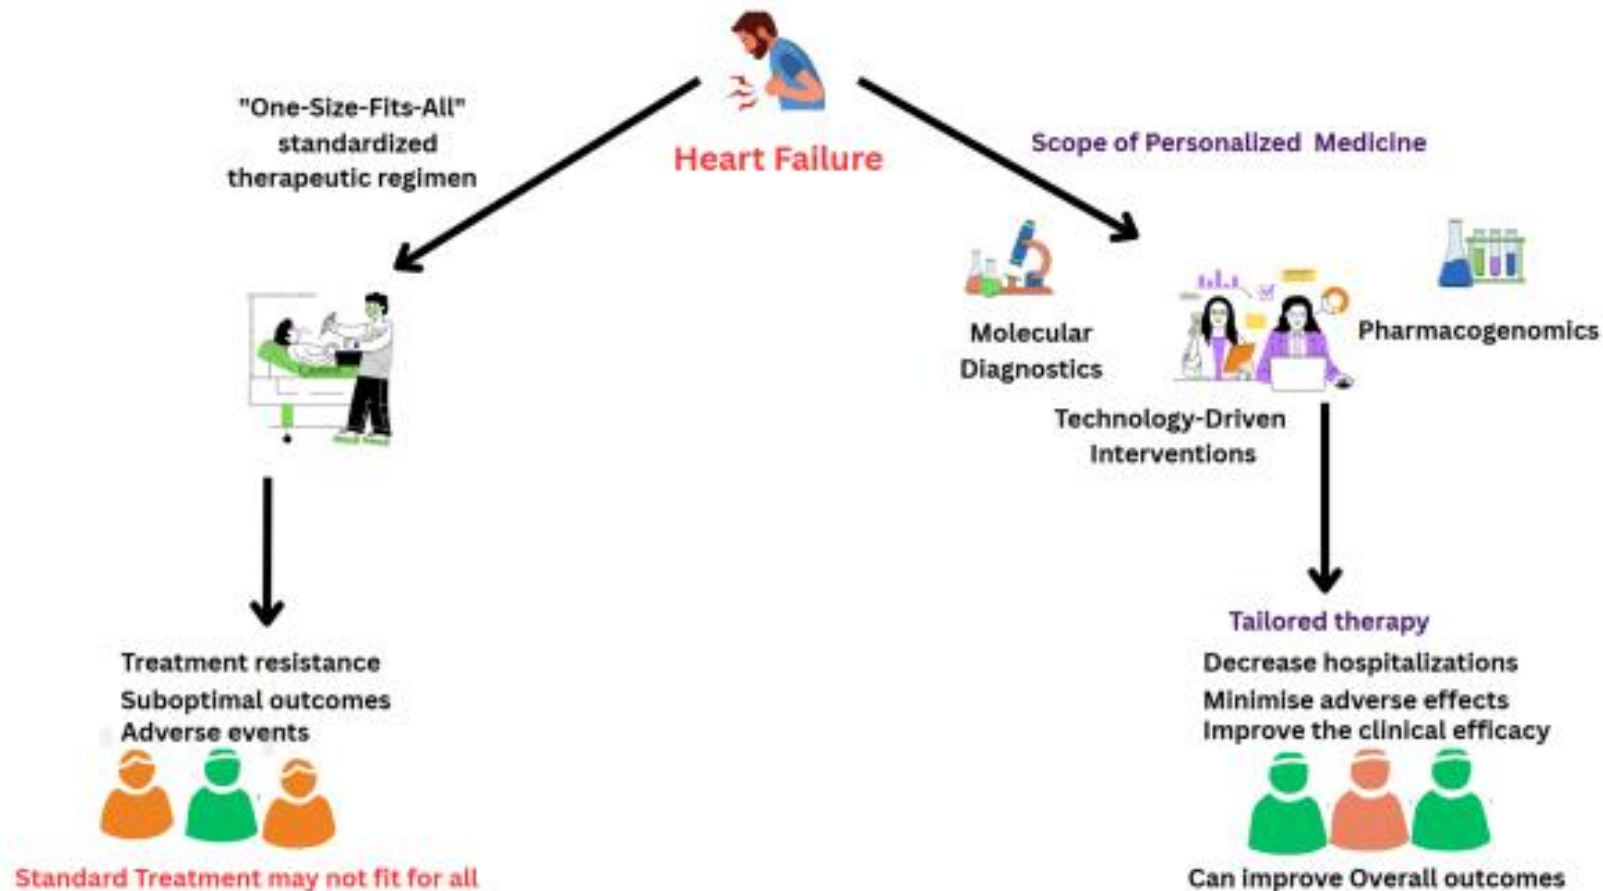 "One-Size-Fits-All"
standardized
therapeutic regimen
Heart Failure
Scope of Personalized Medicine
Molecular
Diagnostics
Pharmacogenomics
Technology-Driven
Interventions
Treatment resistance
Suboptimal outcomes
Adverse events
Standard Treatment may not fit for all
Tailored therapy
Decrease hospitalizations
Minimise adverse effects
Improve the clinical efficacy
Can improve Overall outcomes